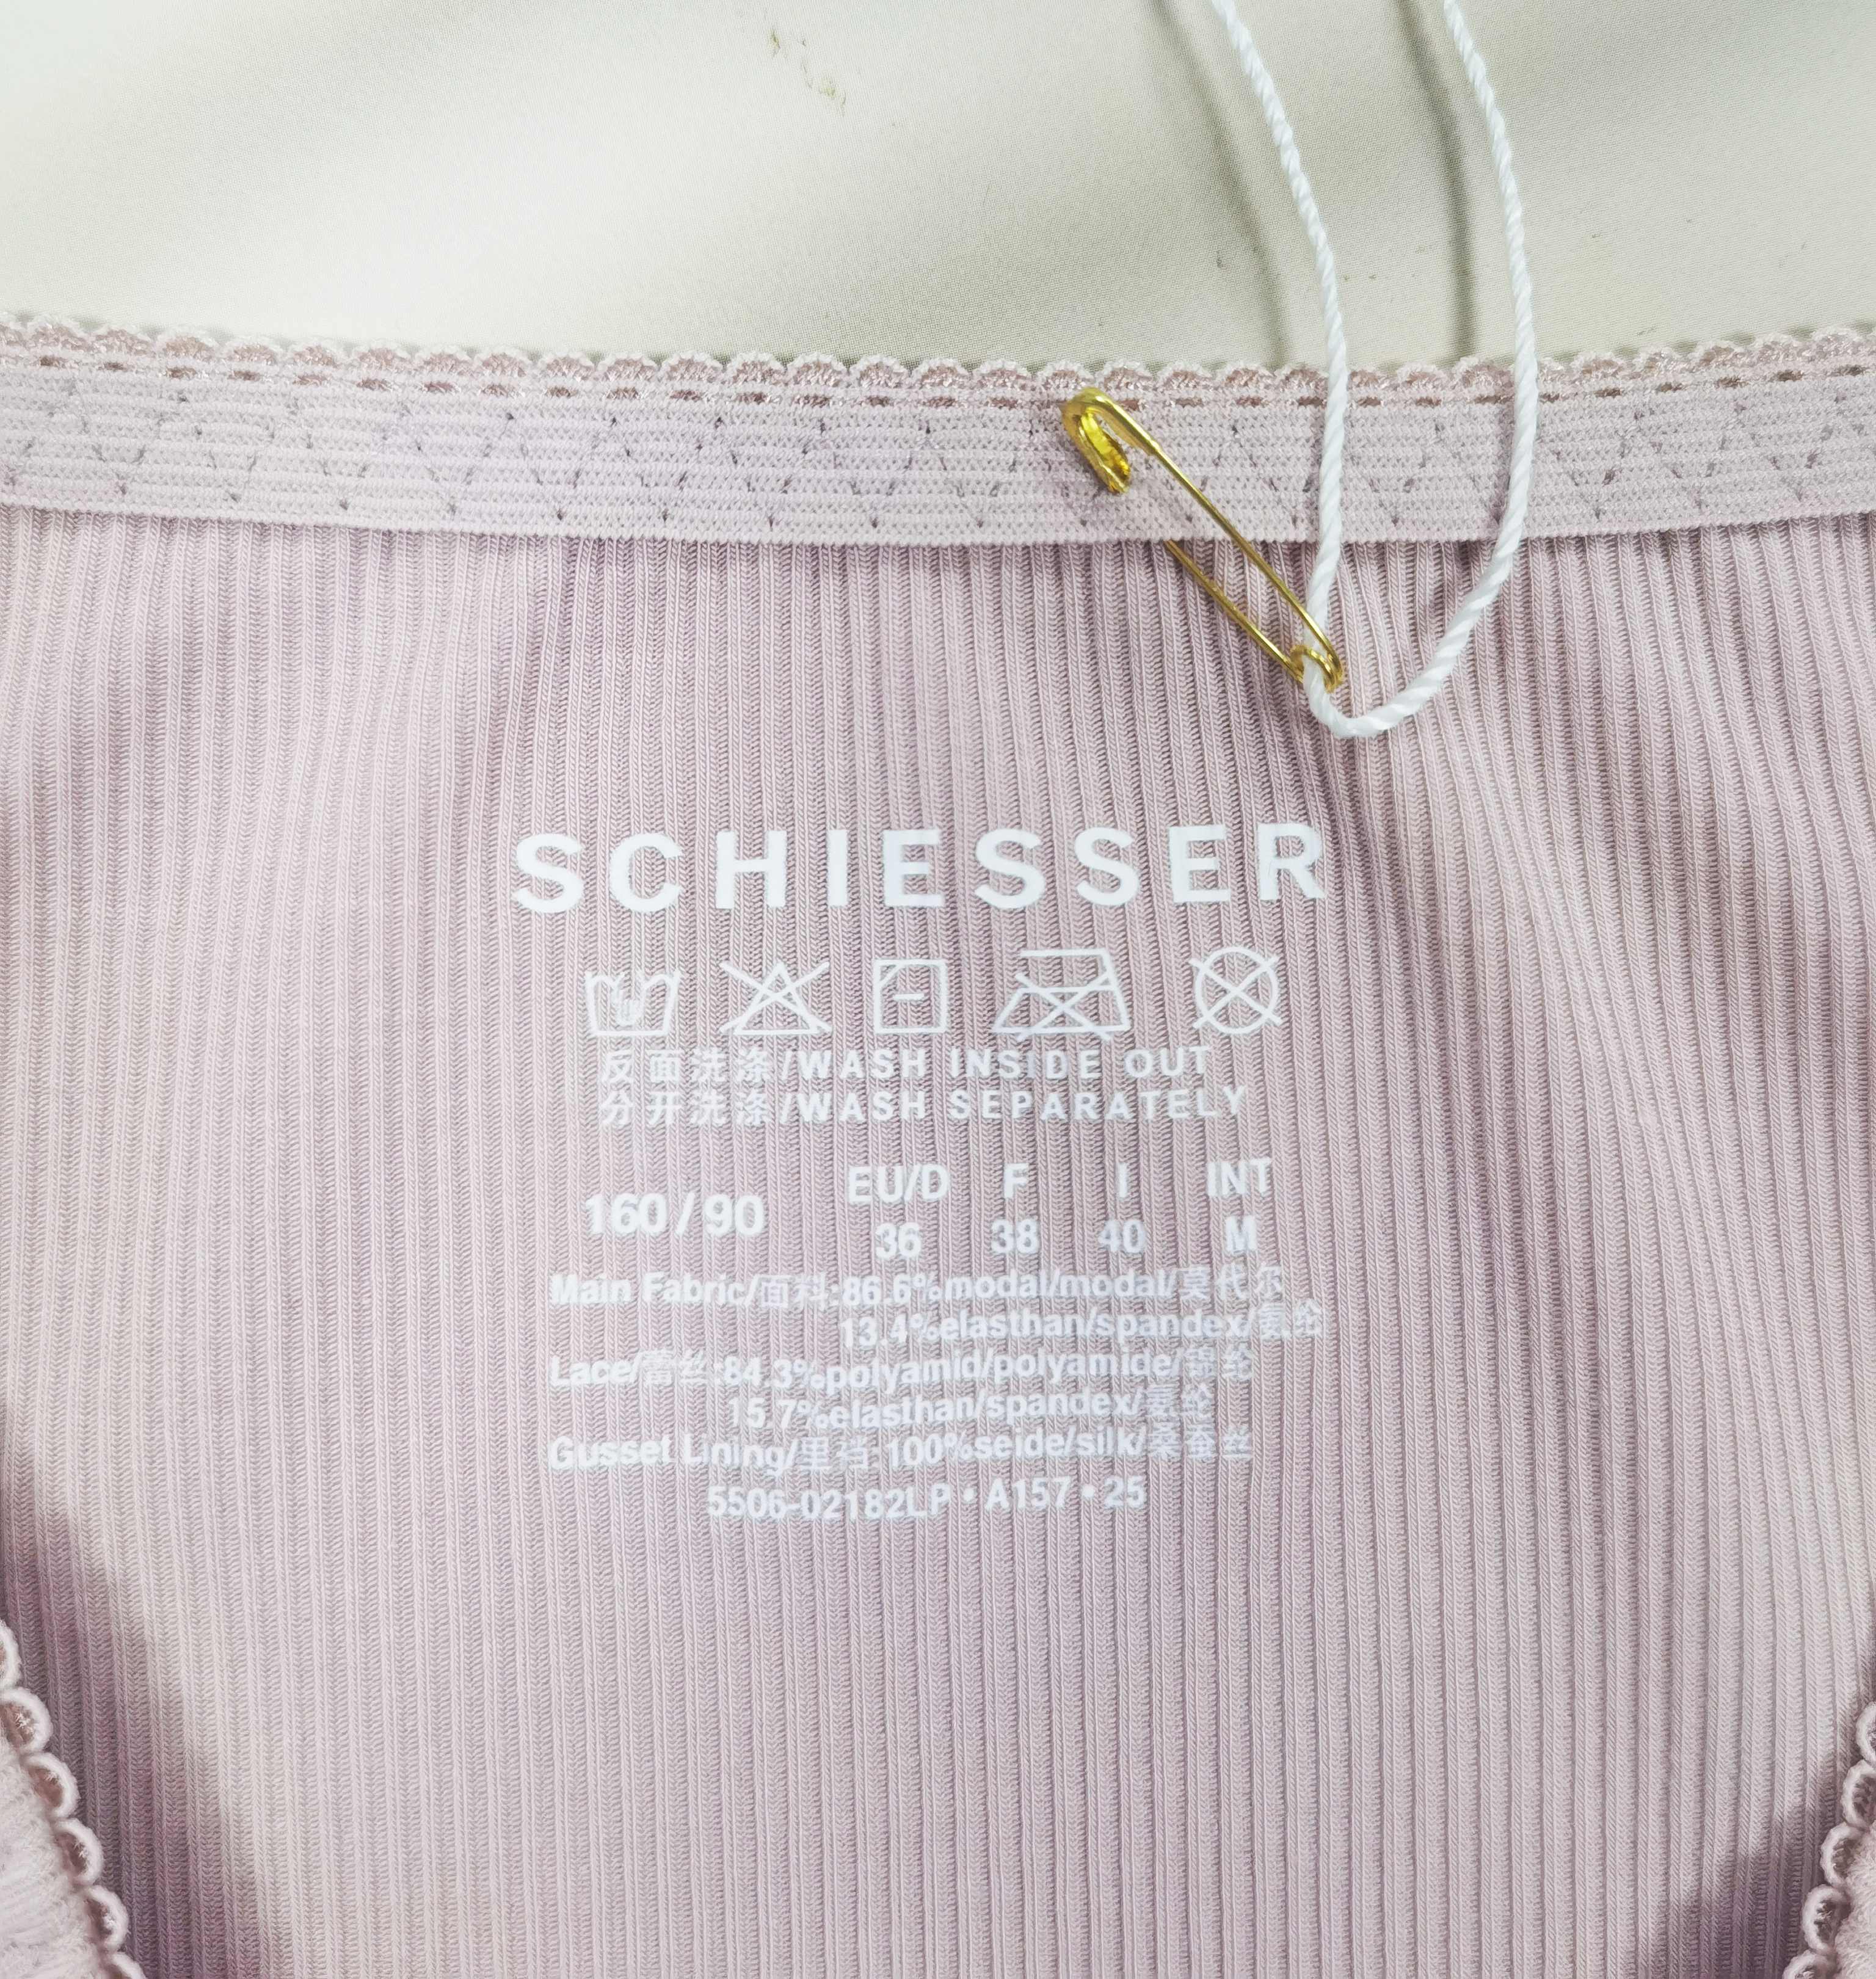 SCHIESSER
反面洗涤/WASH INSIDE OUT
分开洗涤/WASH SEPARATELY
EU/D F I INT
160/90 36 38 40 M
Main Fabric/面料:86.6%modal/modal/莫代尔
13.4%elasthan/spandex/氨纶
Lace/蕾丝:84.3%polyamid/polyamide/锦纶
15.7%elasthan/spandex/氨纶
Gusset Lining/里裆:100%seide/silk/桑蚕丝
5506-02182LP•A157•25